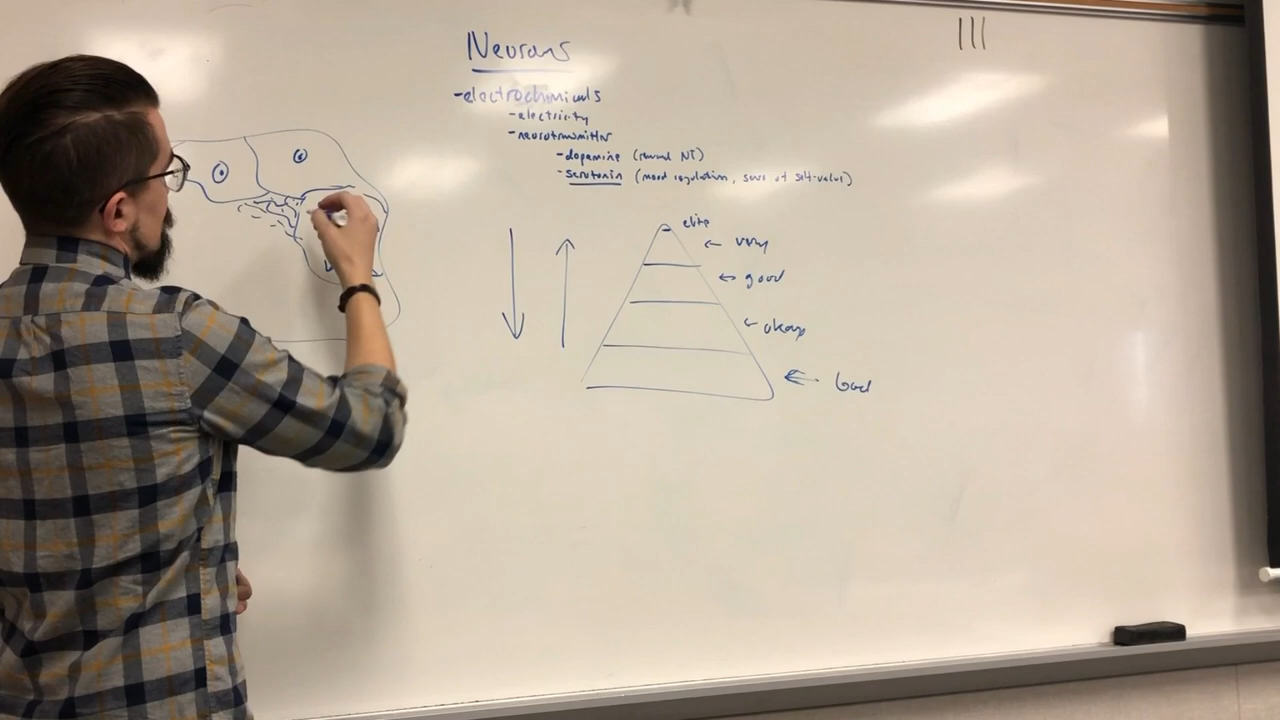 Neurons
-electrochemicals
-electricity
-neurotransmitter
-dopamine (reward NT)
-serotonin (mood regulation, sense of self-value)
elite
← very
← good
← okay
← bad
III